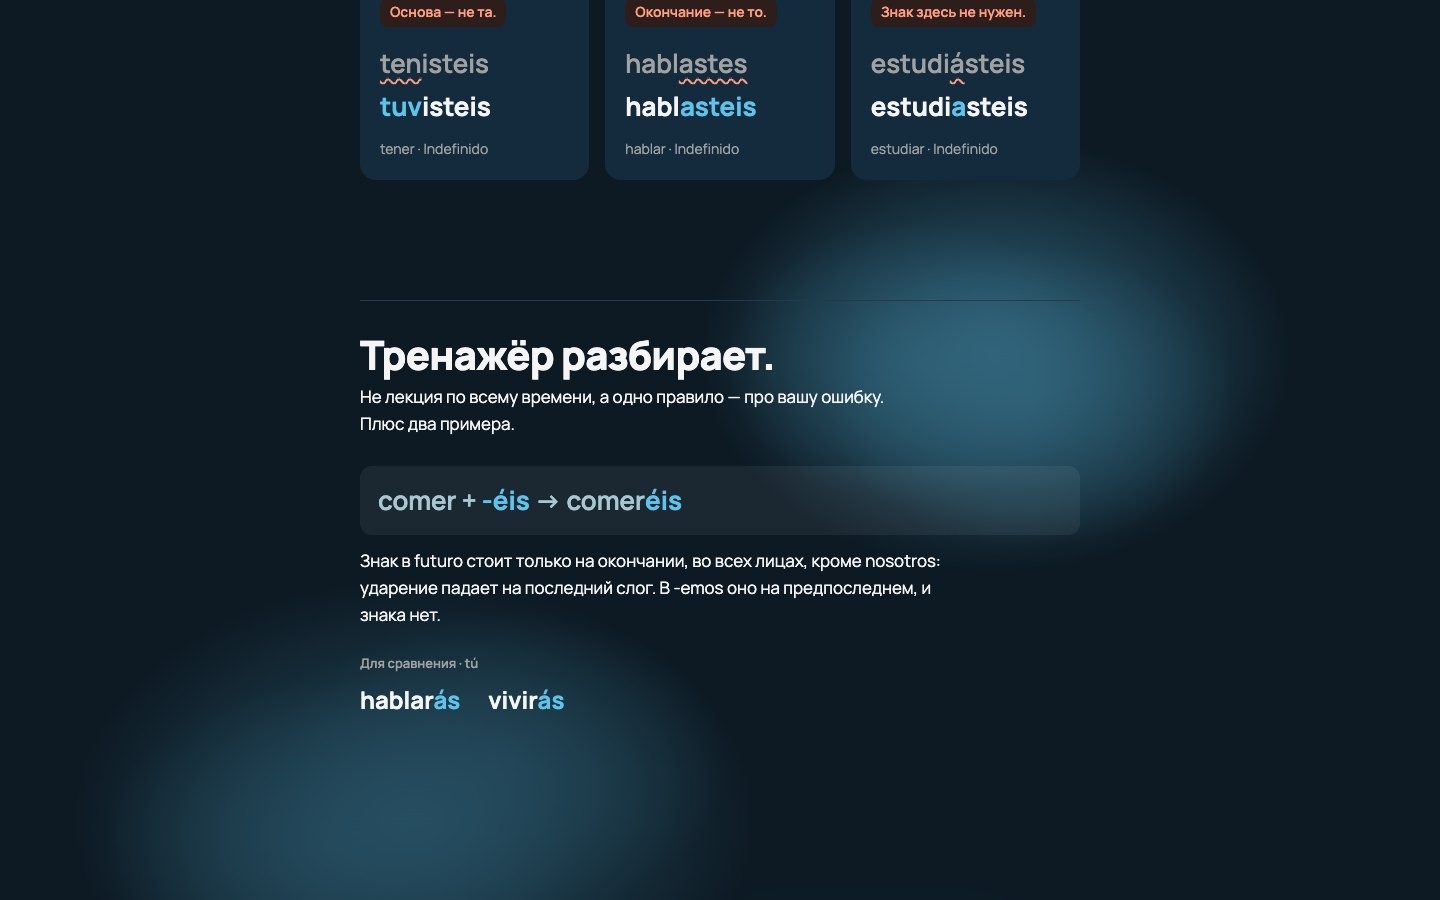 Основа — не та.
tenisteis
tuvisteis
tener · Indefinido
Окончание — не то.
hablastes
hablasteis
hablar · Indefinido
Знак здесь не нужен.
estudiásteis
estudiasteis
estudiar · Indefinido
Тренажёр разбирает.
Не лекция по всему времени, а одно правило — про вашу ошибку.
Плюс два примера.
comer + -éis → comeréis
Знак в futuro стоит только на окончании, во всех лицах, кроме nosotros:
ударение падает на последний слог. В -emos оно на предпоследнем, и
знака нет.
Для сравнения · tú
hablarás vivirás